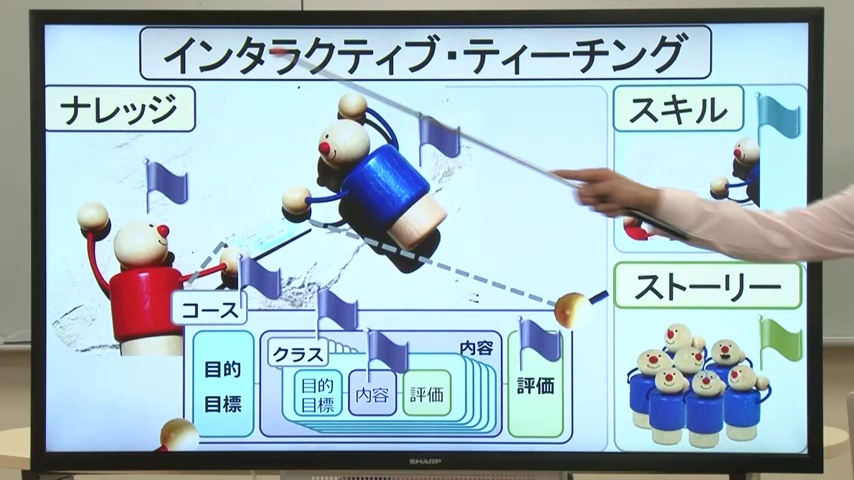 インタラクティブ・ティーチング
ナレッジ
スキル
ストーリー
コース
目的
目標
クラス
内容
目的
目標
内容
評価
評価
SHARP